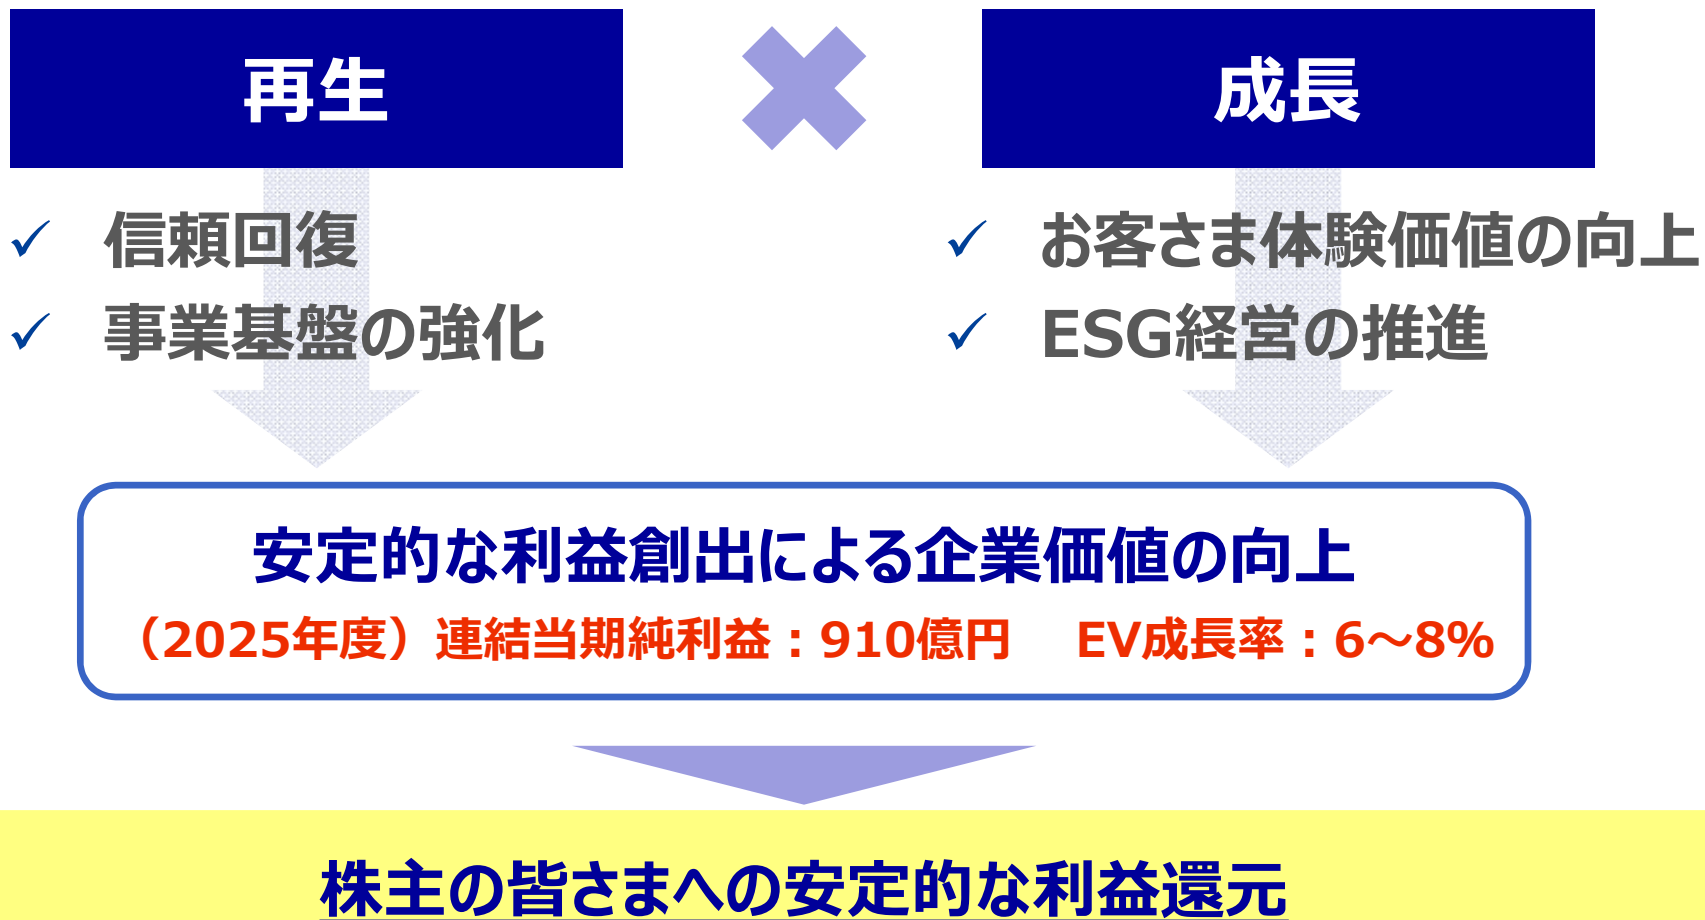 再生
成長
✓ 信頼回復
✓ 事業基盤の強化
✓ お客さま体験価値の向上
✓ ESG経営の推進
安定的な利益創出による企業価値の向上
（2025年度）連結当期純利益：910億円　EV成長率：6～8%
株主の皆さまへの安定的な利益還元